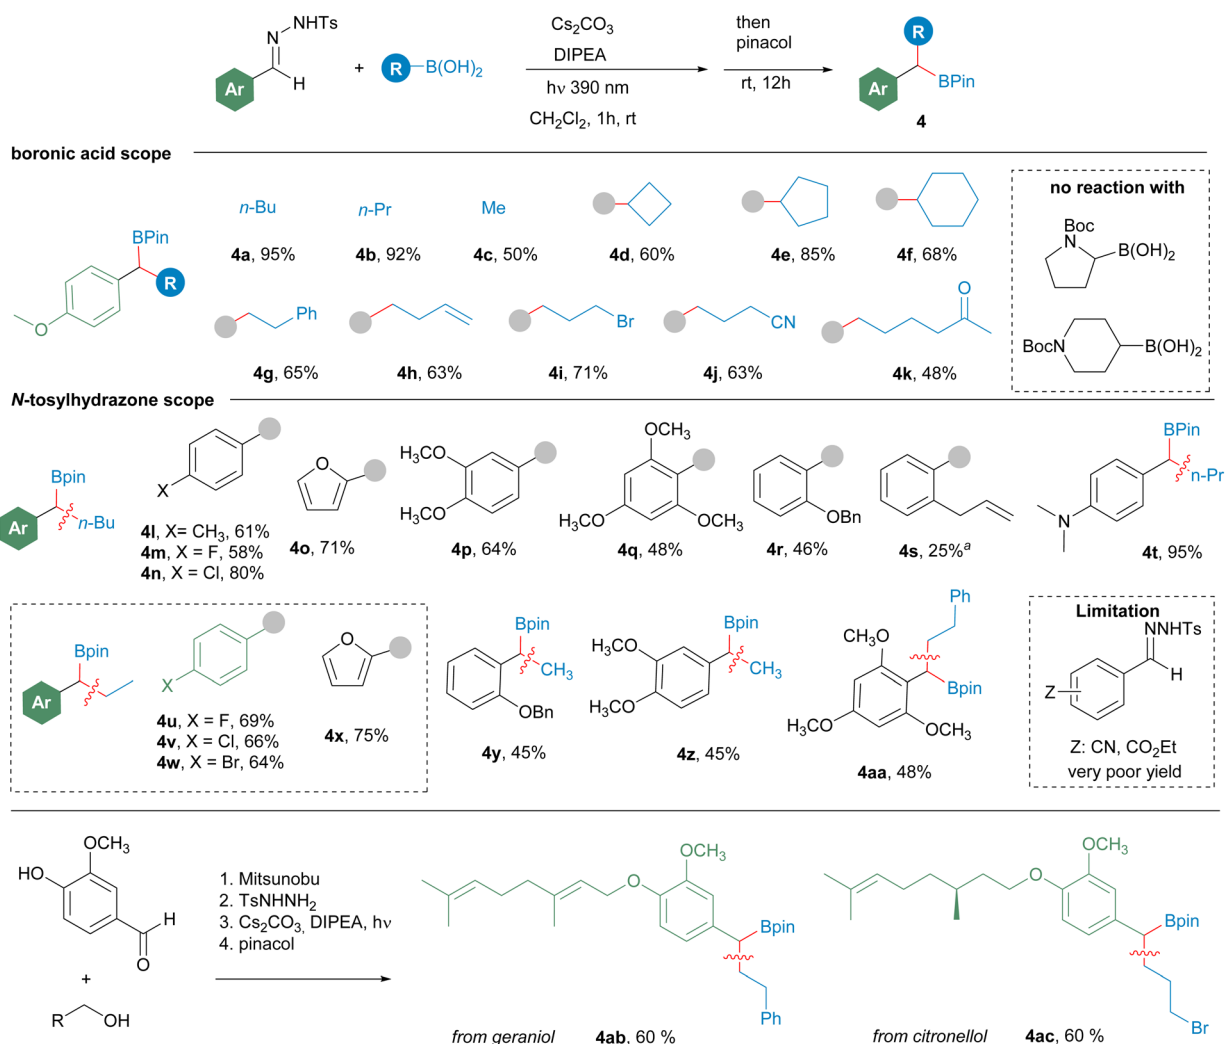 NHTs
N
H
Ar
+
R
B(OH)₂
Cs₂CO₃
DIPEA
hν 390 nm
CH₂Cl₂, 1h, rt
then
pinacol
rt, 12h
R
Ar
BPin
4
boronic acid scope
BPin
R
O
n-Bu
4a, 95%
n-Pr
4b, 92%
Me
4c, 50%
4d, 60%
4e, 85%
4f, 68%
Ph
4g, 65%
4h, 63%
Br
4i, 71%
CN
4j, 63%
O
4k, 48%
no reaction with
Boc
N
B(OH)₂
BocN
B(OH)₂
N-tosylhydrazone scope
Bpin
Ar
n-Bu
X
4l, X= CH₃, 61%
4m, X = F, 58%
4n, X = Cl, 80%
O
4o, 71%
H₃CO
H₃CO
4p, 64%
OCH₃
H₃CO
OCH₃
4q, 48%
OBn
4r, 46%
4s, 25%ᵃ
BPin
n-Pr
N
4t, 95%
Bpin
Ar
X
4u, X = F, 69%
4v, X = Cl, 66%
4w, X = Br, 64%
O
4x, 75%
Bpin
CH₃
OBn
4y, 45%
Bpin
H₃CO
CH₃
H₃CO
4z, 45%
Ph
OCH₃
Bpin
H₃CO
OCH₃
4aa, 48%
Limitation
NNHTs
H
Z
Z: CN, CO₂Et
very poor yield
OCH₃
HO
H
O
+
R
OH
1. Mitsunobu
2. TsNHNH₂
3. Cs₂CO₃, DIPEA, hν
4. pinacol
OCH₃
O
Bpin
Ph
from geraniol
4ab, 60 %
OCH₃
O
Bpin
Br
from citronellol
4ac, 60 %